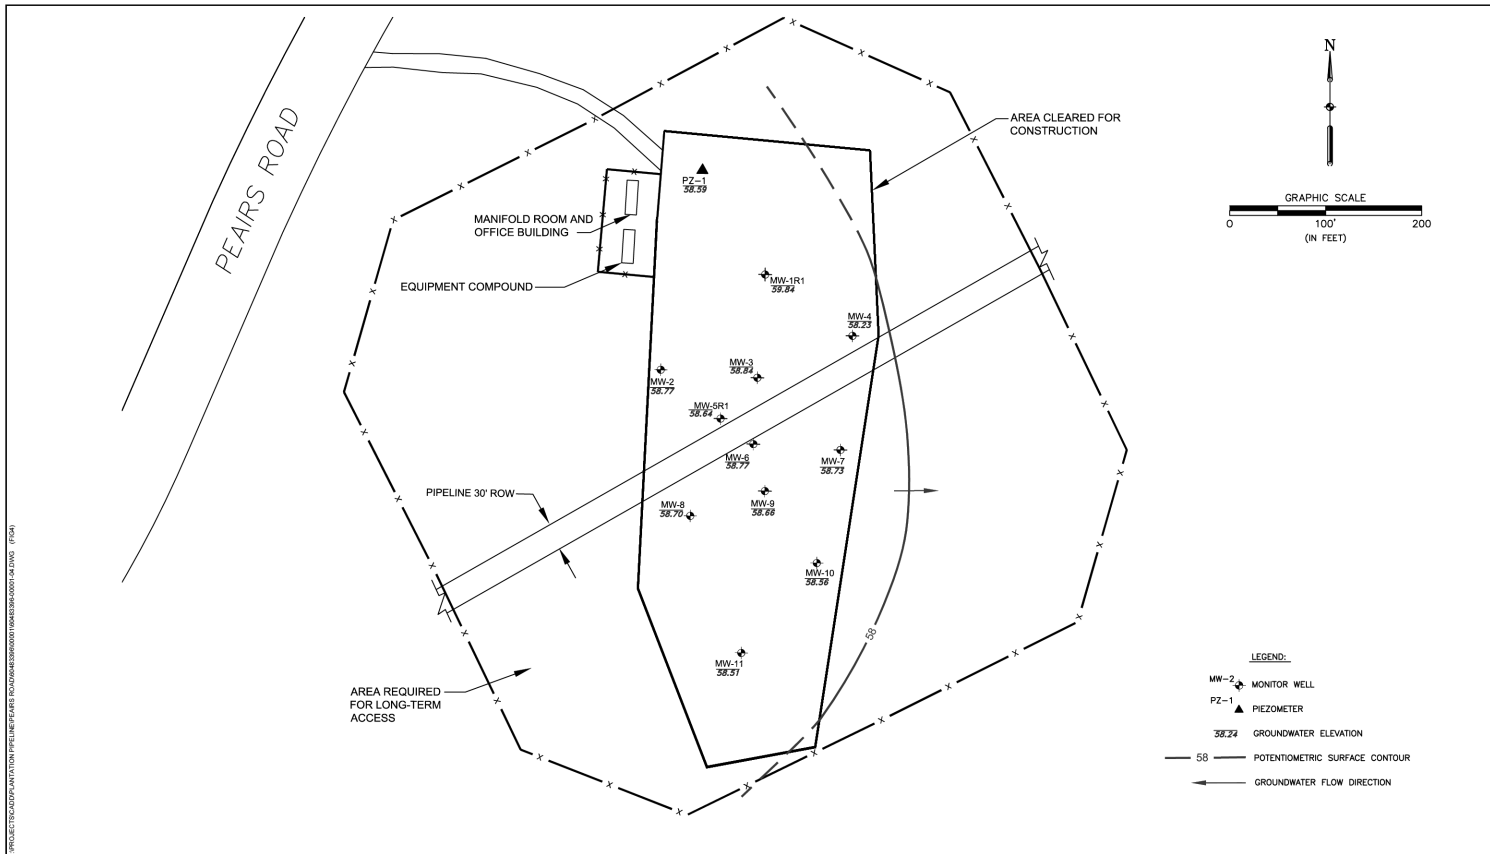 N
GRAPHIC SCALE
0 100' 200
(IN FEET)
AREA CLEARED FOR
CONSTRUCTION
PEAIRS ROAD
PZ-1
58.59
MANIFOLD ROOM AND
OFFICE BUILDING
EQUIPMENT COMPOUND
MW-1R1
59.84
MW-4
58.23
MW-3
58.84
MW-2
58.77
MW-5R1
58.64
MW-6
58.77
MW-7
58.73
PIPELINE 30' ROW
MW-8
58.70
MW-9
58.66
MW-10
58.56
58
MW-11
58.51
AREA REQUIRED
FOR LONG-TERM
ACCESS
LEGEND:
MW-2
MONITOR WELL
PZ-1
PIEZOMETER
58.24 GROUNDWATER ELEVATION
58 POTENTIOMETRIC SURFACE CONTOUR
GROUNDWATER FLOW DIRECTION